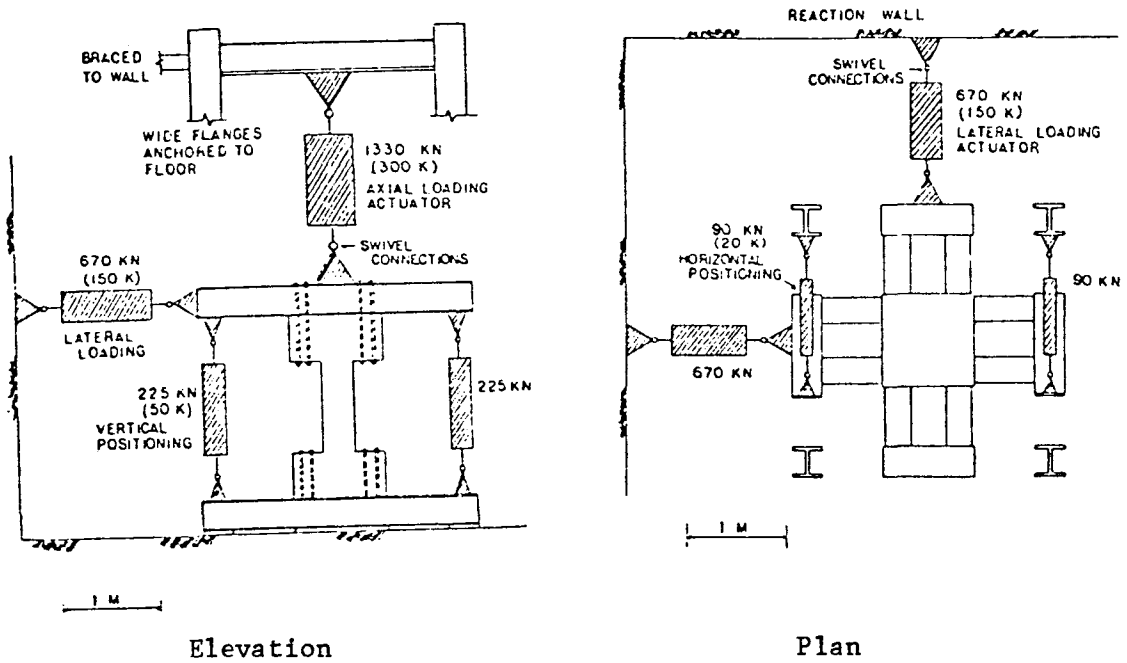 BRACED
TO WALL
WIDE FLANGES
ANCHORED TO
FLOOR
1330 KN
(300 K)
AXIAL LOADING
ACTUATOR
SWIVEL
CONNECTIONS
670 KN
(150 K)
LATERAL
LOADING
225 KN
(50 K)
VERTICAL
POSITIONING
225 KN
1 M
Elevation
REACTION WALL
SWIVEL
CONNECTIONS
670 KN
(150 K)
LATERAL LOADING
ACTUATOR
90 KN
(20 K)
HORIZONTAL
POSITIONING
90 KN
670 KN
1 M
Plan